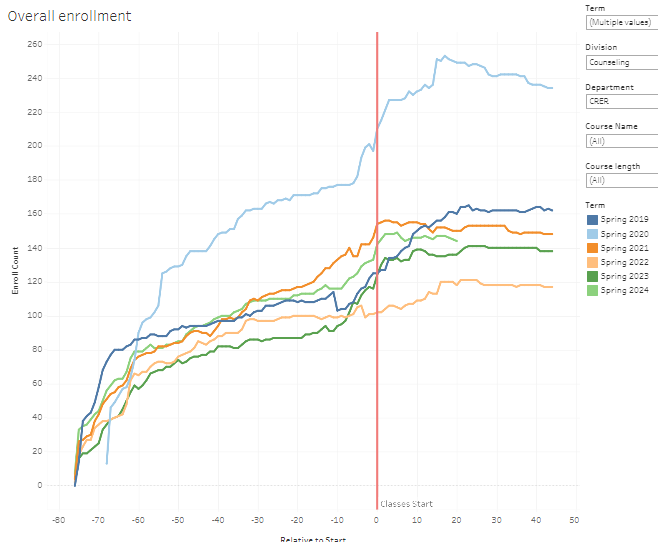 Overall enrollment
Term
(Multiple values)
Division
Counseling
Department
CRER
Course Name
(All)
Course length
(All)
Term
Spring 2019
Spring 2020
Spring 2021
Spring 2022
Spring 2023
Spring 2024
Enroll Count
260
240
220
200
180
160
140
120
100
80
60
40
20
0
Classes Start
-80 -70 -60 -50 -40 -30 -20 -10 0 10 20 30 40 50
Relative to Start